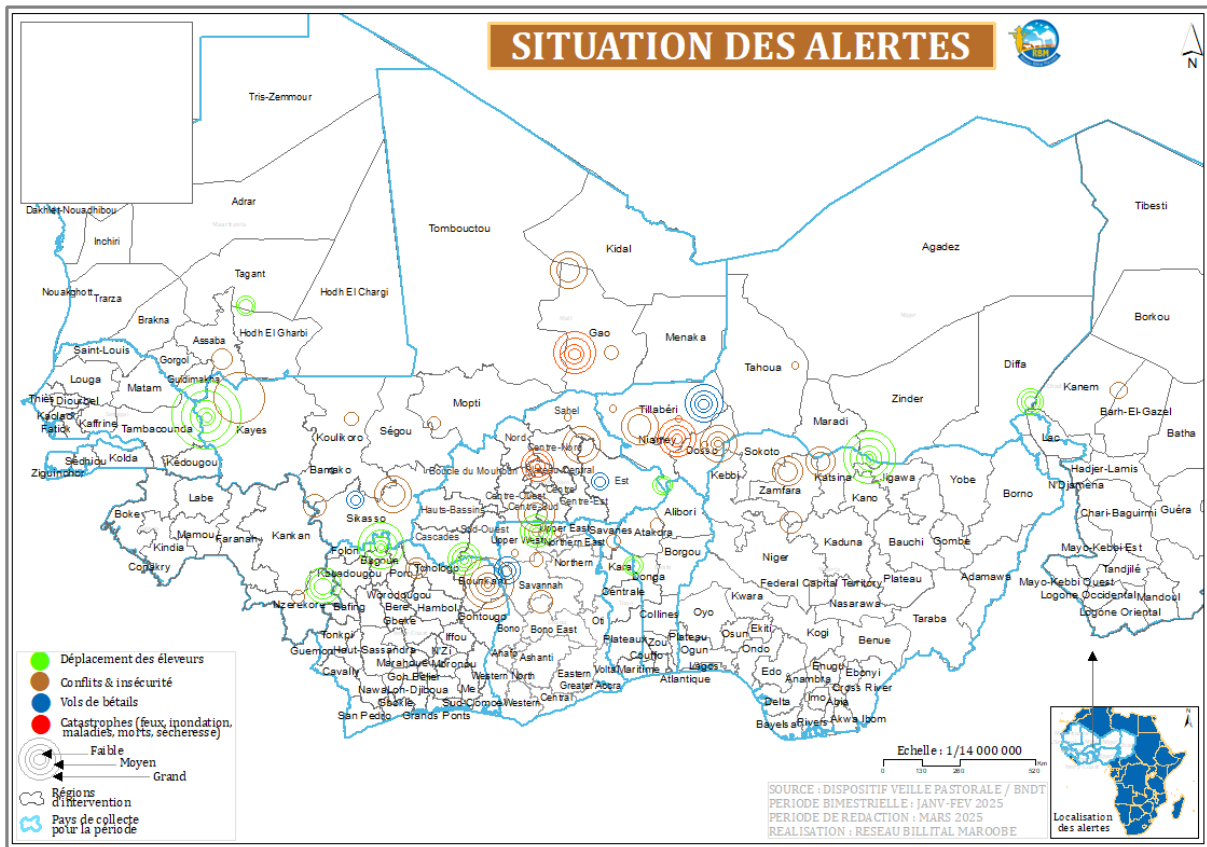 SITUATION DES ALERTES
RBM
N
Tris-Zemmour
Dakhlet-Nouadhibou
Adrar
Tibesti
Inchiri
Tombouctou
Kidal
Agadez
Tagant
Nouakghott
Trarza
Hodh El Chargi
Borkou
Brakna
Hodh El Gharbi
Gao
Menaka
Assaba
Saint-Louis
Gorgol
Tahoua
Diffa
Guidimakha
Louga
Matam
Kanem
Zinder
Thiès
Diourbel
Mopti
Sahel
Tillabéri
Maradi
Barh-El-Gazel
Kaolac
Kaffrine
Tambacounda
Kayes
Ségou
Koulikoro
Nord
Niamey
Batha
Fatick
Centre-Nord
Dosso
Sokoto
Lac
Sédhiou
Kolda
Kédougou
Bamako
Boucle du Mouhoun
Plateau-Central
Kebbi
Katsina
Hadjer-Lamis
Ziguinchor
Est
Zamfara
Jigawa
Yobe
N'Djamena
Labe
Centre
Centre-Ouest
Centre-Est
Kano
Borno
Boke
Sikasso
Hauts-Bassins
Centre-Sud
Alibori
Chari-Baguirmi
Guéra
Mamou
Faranah
Kankan
Cascades
Sud-Ouest
Upper East
Savanes
Atakora
Kindia
Upper West
Northern East
Kaduna
Bauchi
Gombe
Mayo-Kebbi Est
Conakry
Folon
Bagoue
Tchologo
Northern
Kara
Borgou
Niger
Donga
Tandjilé
Kabadougou
Poro
Bounkani
Savannah
Federal Capital Territory
Plateau
Adamawa
Mayo-Kebbi Ouest
Worodougou
Centrale
Kwara
Logone Occidental
Mandoul
Nzerekore
Bafing
Bere
Hambol
Nasarawa
Gontougo
Collines
Oyo
Taraba
Logone Oriental
Gbeke
Oti
Tonkpi
Iffou
Bono
Bono East
Osun
Ekiti
Kogi
Guemon
Haut-Sassandra
N'Zi
Plateaux
Zou
Plateau
Ondo
Benue
Marahoue
Moronou
Ahafo
Ashanti
Couffo
Ogun
Cavally
Goh
Belier
Western North
Eastern
Volta
Maritime
Lagos
Edo
Enugu
Ebonyi
Nawa
Lon-Djiboua
Me
Greater Accra
Atlantique
Anambra
Cross River
Gbokle
Sud-Comoe
Western
Central
Delta
Imo
Abia
San Pedro
Grands Ponts
Bayelsa
Rivers
Akwa Ibom
Déplacement des éleveurs
Conflits & insécurité
Vols de bétails
Catastrophes (feux, inondation,
maladies, morts, sécheresse)
Faible
Moyen
Grand
Régions
d'intervention
Pays de collecte
pour la période
Echelle : 1/14 000 000
0 130 260 520
Km
SOURCE : DISPOSITIF VEILLE PASTORALE / BNDT
PERIODE BIMESTRIELLE : JANV-FEV 2025
PERIODE DE REDACTION : MARS 2025
REALISATION : RESEAU BILLITAL MAROOBE
N
Localisation
des alertes